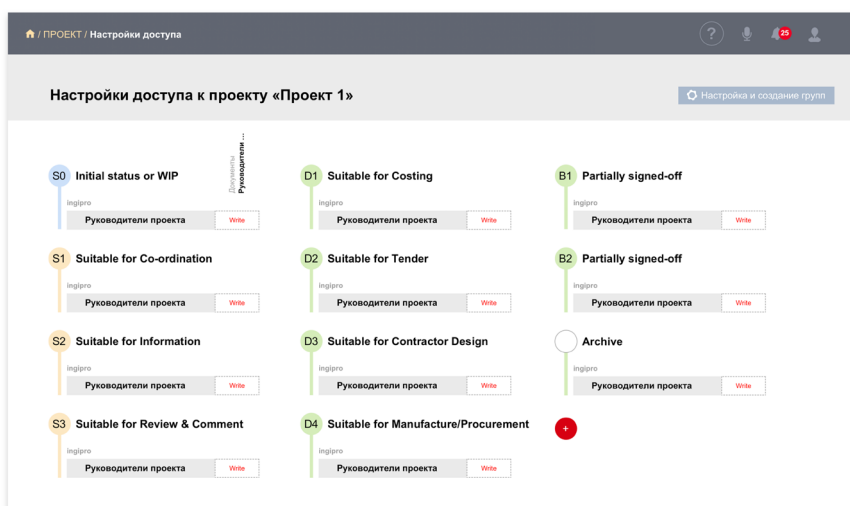 / ПРОЕКТ / Настройки доступа
?
25
Настройки доступа к проекту «Проект 1»
Настройка и создание групп
Документы
Руководители ...
S0 Initial status or WIP
ingipro
Руководители проекта Write
S1 Suitable for Co-ordination
ingipro
Руководители проекта Write
S2 Suitable for Information
ingipro
Руководители проекта Write
S3 Suitable for Review & Comment
ingipro
Руководители проекта Write
D1 Suitable for Costing
ingipro
Руководители проекта Write
D2 Suitable for Tender
ingipro
Руководители проекта Write
D3 Suitable for Contractor Design
ingipro
Руководители проекта Write
D4 Suitable for Manufacture/Procurement
ingipro
Руководители проекта Write
B1 Partially signed-off
ingipro
Руководители проекта Write
B2 Partially signed-off
ingipro
Руководители проекта Write
Archive
ingipro
Руководители проекта Write
+